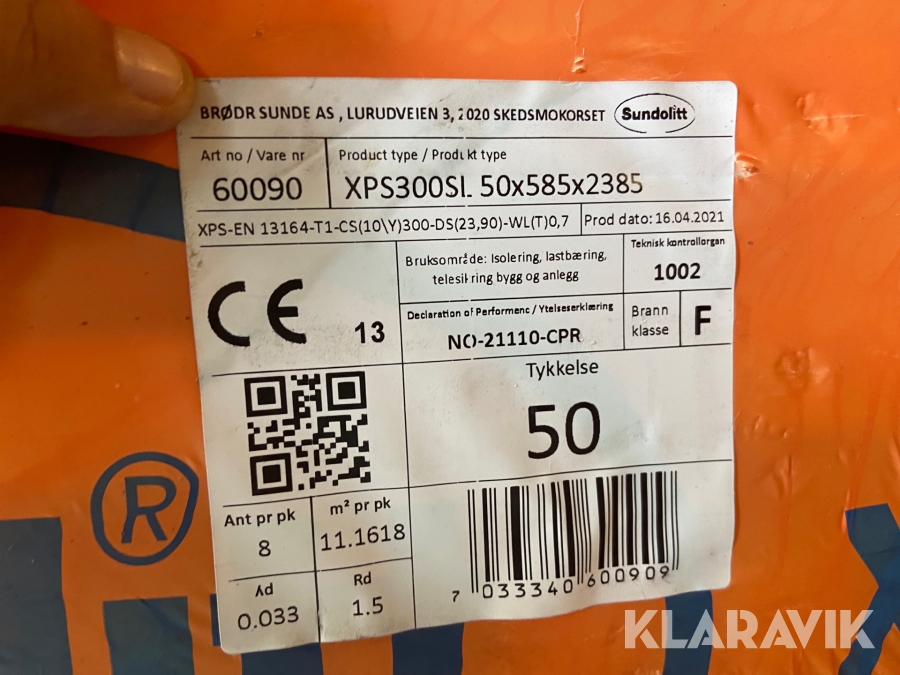 BRØDR SUNDE AS , LURUDVEIEN 3, 2020 SKEDSMOKORSET
Sundolitt
Art no / Vare nr
60090
Product type / Produkt type
XPS300SL 50x585x2385
XPS-EN 13164-T1-CS(10\Y)300-DS(23,90)-WL(T)0,7
Prod dato: 16.04.2021
CE
13
Bruksområde: Isolering, lastbæring,
telesikring bygg og anlegg
Teknisk kontrollorgan
1002
Declaration of Performenc / Ytelseserklæring
NO-21110-CPR
Brann
klasse
F
Tykkelse
50
Ant pr pk
8
m² pr pk
11.1618
λd
0.033
Rd
1.5
7 033340 600909
®
KLARAVIK